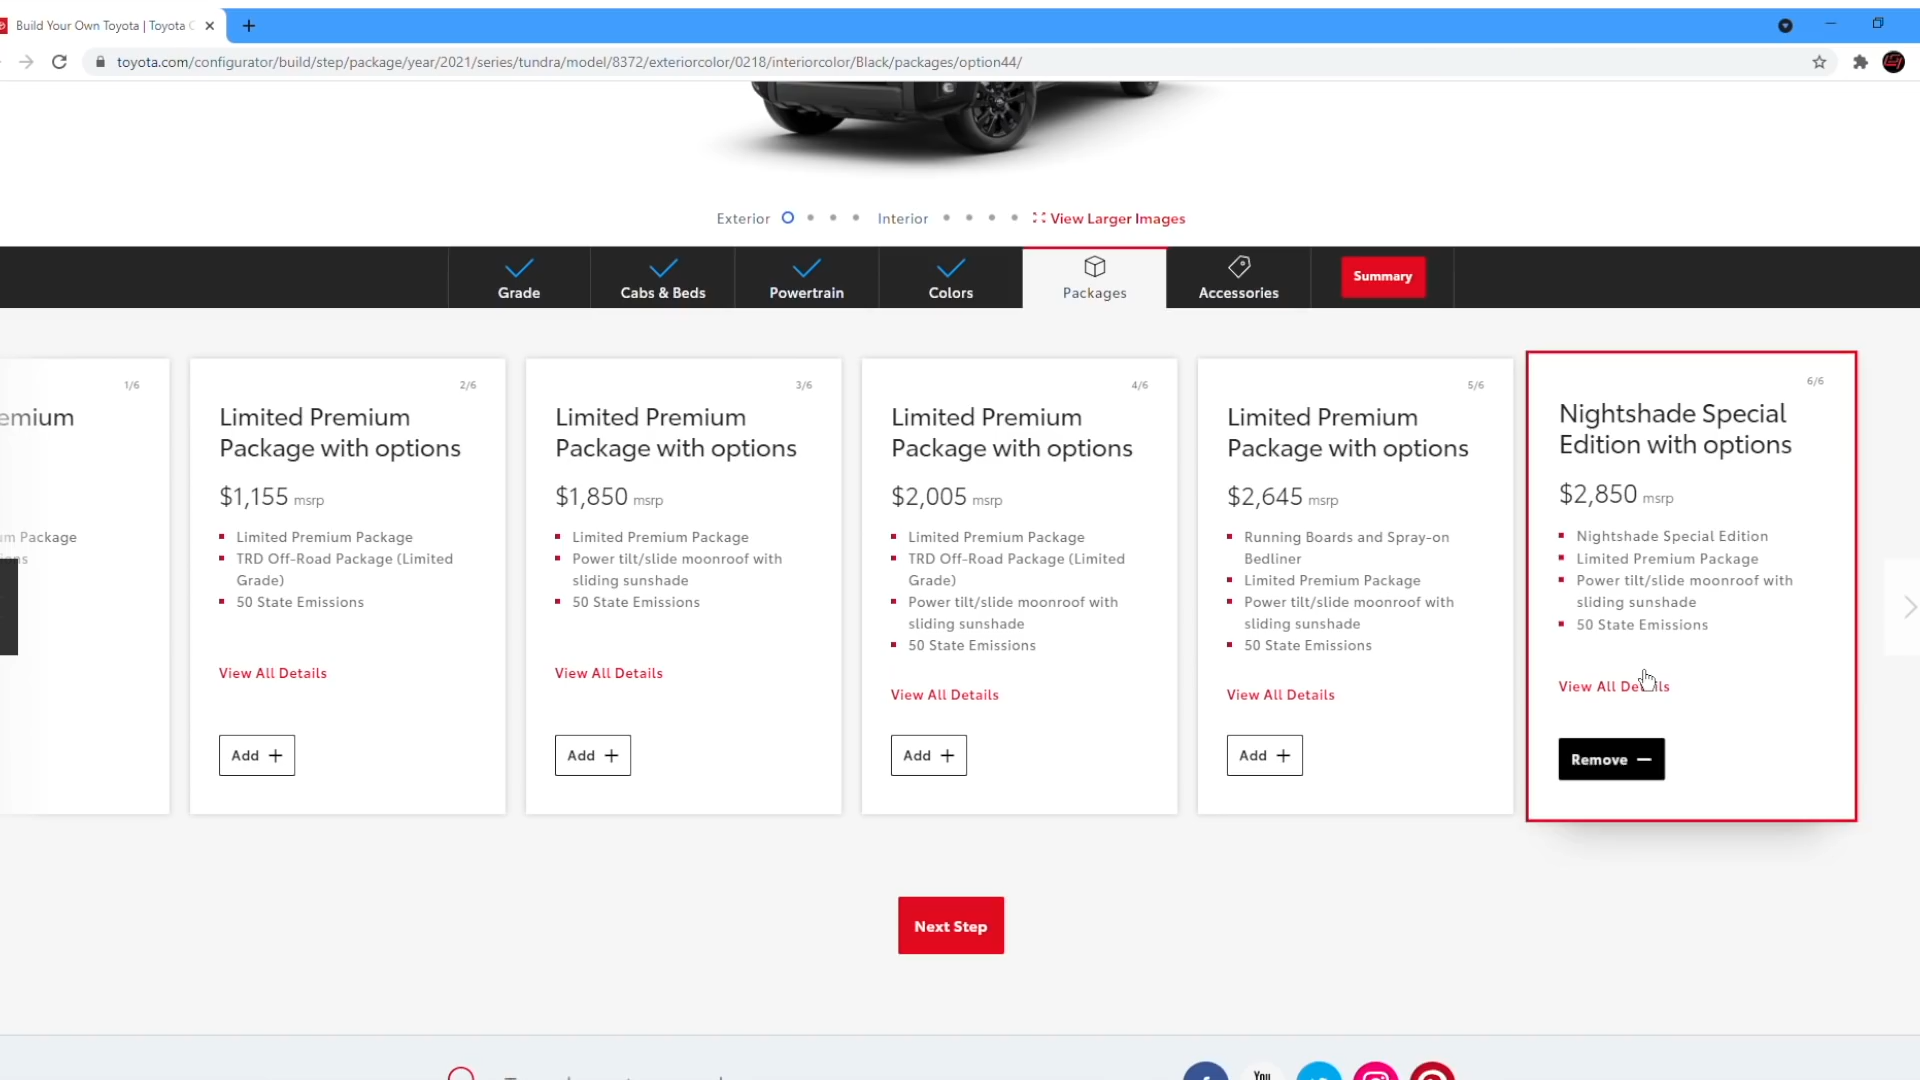 Build Your Own Toyota | Toyota
toyota.com/configurator/build/step/package/year/2021/series/tundra/model/8372/exteriorcolor/0218/interiorcolor/Black/packages/option44/
Exterior Interior View Larger Images
Grade
Cabs & Beds
Powertrain
Colors
Packages
Accessories
Summary
1/6
emium
um Package
2/6
Limited Premium
Package with options
$1,155 msrp
Limited Premium Package
TRD Off-Road Package (Limited
Grade)
50 State Emissions
View All Details
Add +
3/6
Limited Premium
Package with options
$1,850 msrp
Limited Premium Package
Power tilt/slide moonroof with
sliding sunshade
50 State Emissions
View All Details
Add +
4/6
Limited Premium
Package with options
$2,005 msrp
Limited Premium Package
TRD Off-Road Package (Limited
Grade)
Power tilt/slide moonroof with
sliding sunshade
50 State Emissions
View All Details
Add +
5/6
Limited Premium
Package with options
$2,645 msrp
Running Boards and Spray-on
Bedliner
Limited Premium Package
Power tilt/slide moonroof with
sliding sunshade
50 State Emissions
View All Details
Add +
6/6
Nightshade Special
Edition with options
$2,850 msrp
Nightshade Special Edition
Limited Premium Package
Power tilt/slide moonroof with
sliding sunshade
50 State Emissions
View All Details
Remove —
Next Step
You